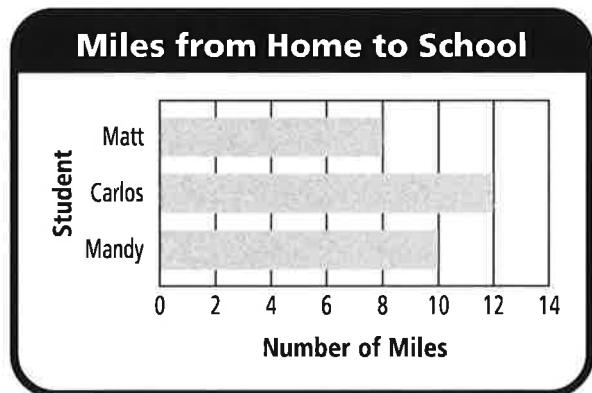 Miles from Home to School
Student
Matt
Carlos
Mandy
0 2 4 6 8 10 12 14
Number of Miles